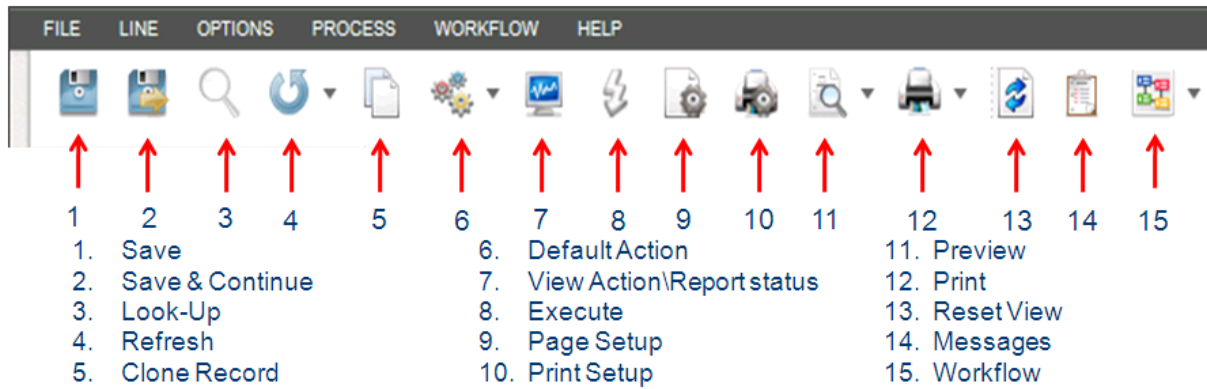 FILE LINE OPTIONS PROCESS WORKFLOW HELP
1 2 3 4 5 6 7 8 9 10 11 12 13 14 15
1. Save
2. Save & Continue
3. Look-Up
4. Refresh
5. Clone Record
6. Default Action
7. View Action\Report status
8. Execute
9. Page Setup
10. Print Setup
11. Preview
12. Print
13. Reset View
14. Messages
15. Workflow